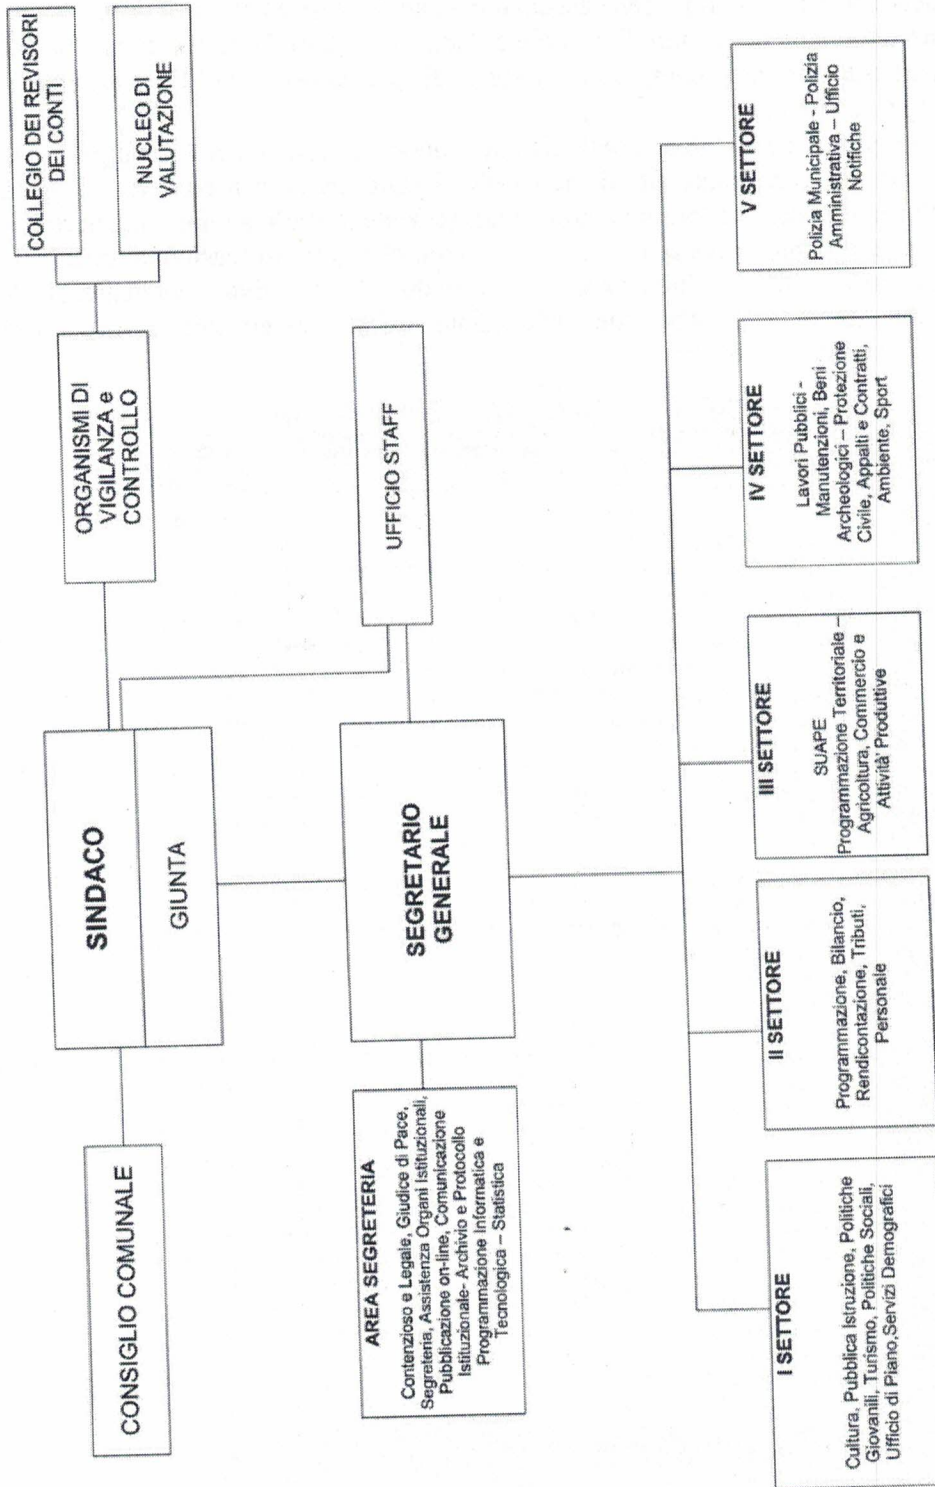 COLLEGIO DEI REVISORI
DEI CONTI
NUCLEO DI
VALUTAZIONE
ORGANISMI DI
VIGILANZA e
CONTROLLO
UFFICIO STAFF
SINDACO
GIUNTA
CONSIGLIO COMUNALE
SEGRETARIO
GENERALE
AREA SEGRETERIA
Contenzioso e Legale, Giudice di Pace,
Segreteria, Assistenza Organi Istituzionali,
Pubblicazione on-line, Comunicazione
Istituzionale- Archivio e Protocollo
Programmazione Informatica e
Tecnologica – Statistica
I SETTORE
Cultura, Pubblica Istruzione, Politiche
Giovanili, Turismo, Politiche Sociali,
Ufficio di Piano,Servizi Demografici
II SETTORE
Programmazione, Bilancio,
Rendicontazione, Tributi,
Personale
III SETTORE
SUAPE
Programmazione Territoriale –
Agricoltura, Commercio e
Attività' Produttive
IV SETTORE
Lavori Pubblici -
Manutenzioni, Beni
Archeologici – Protezione
Civile, Appalti e Contratti,
Ambiente, Sport
V SETTORE
Polizia Municipale - Polizia
Amministrativa – Ufficio
Notifiche